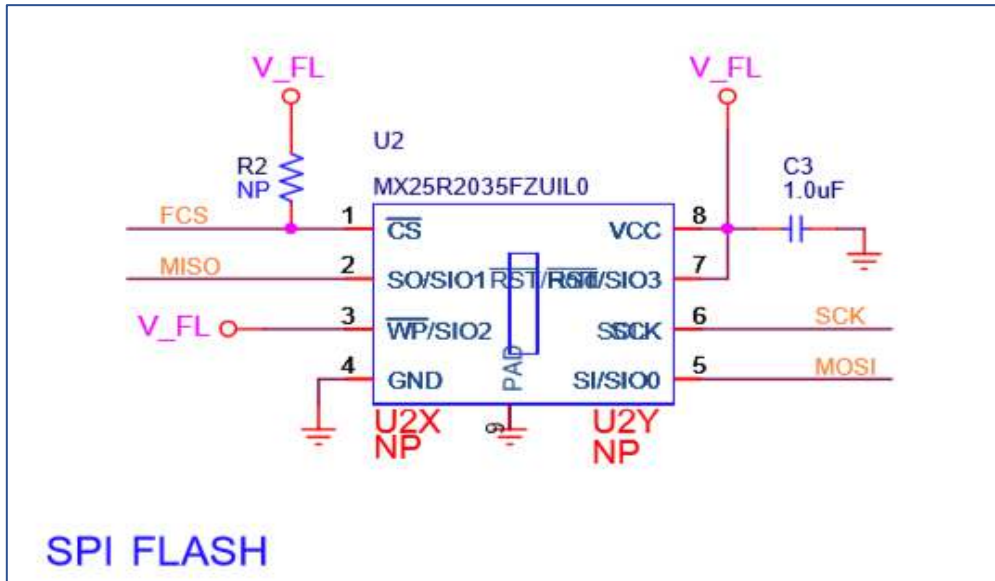 V_FL
V_FL
U2
R2
NP
C3
1.0uF
MX25R2035FZUIL0
FCS
1
CS
VCC
8
MISO
2
SO/SIO1
/SIO3
7
V_FL
3
WP/SIO2
SCK
6
SCK
4
GND
PAD
SI/SIO0
5
MOSI
U2X
NP
9
U2Y
NP
SPI FLASH